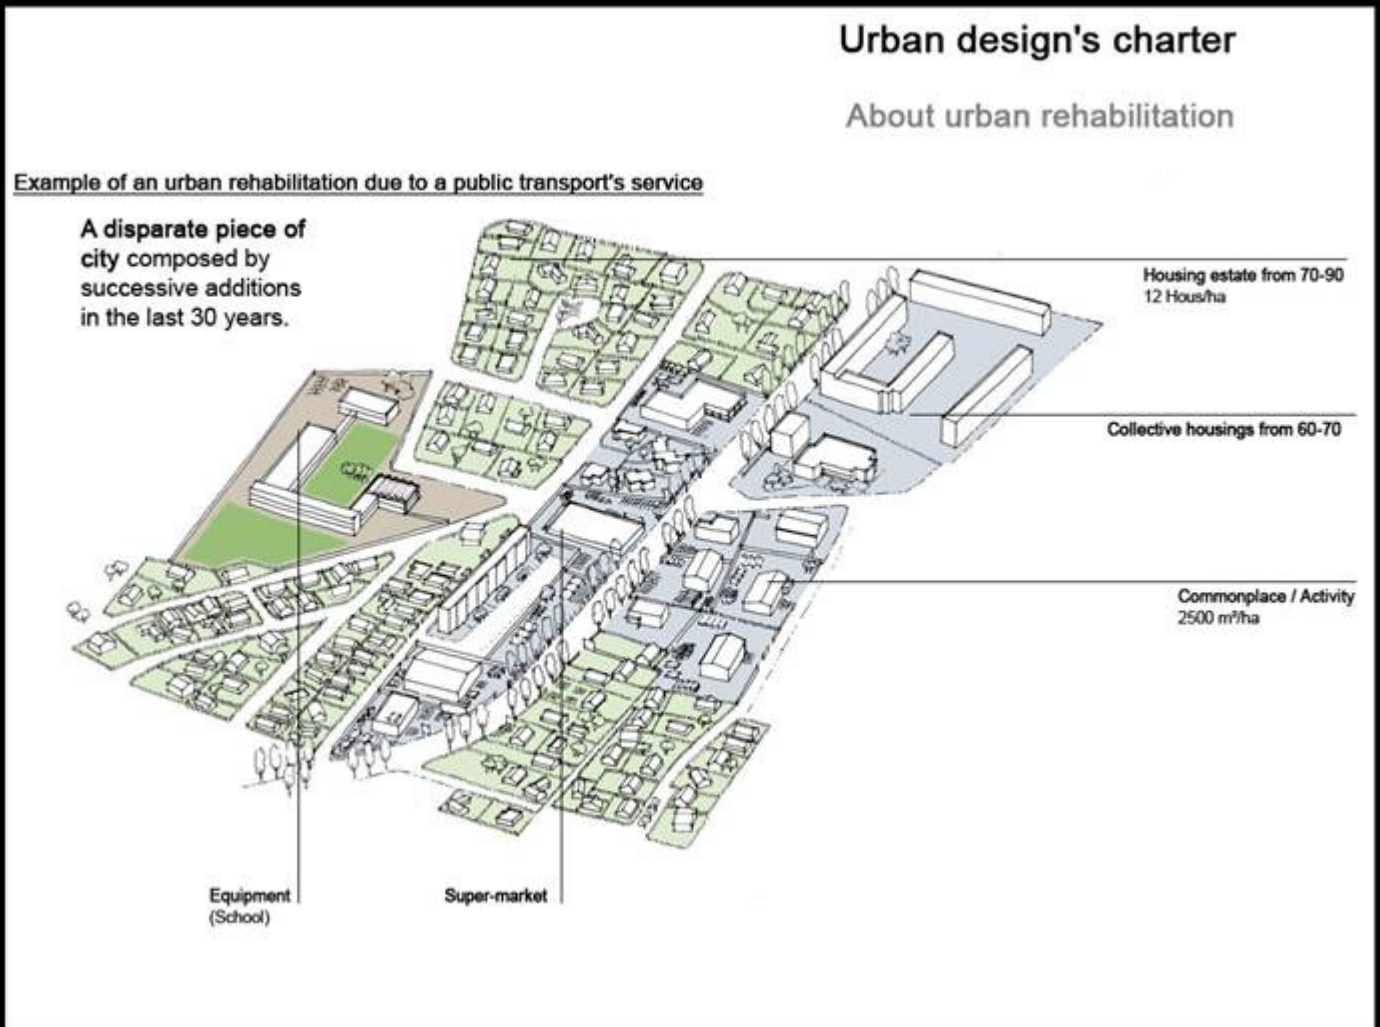 Urban design's charter
About urban rehabilitation
Example of an urban rehabilitation due to a public transport's service
A disparate piece of
city composed by
successive additions
in the last 30 years.
Housing estate from 70-90
12 Hous/ha
Collective housings from 60-70
Commonplace / Activity
2500 m²/ha
Equipment
(School)
Super-market